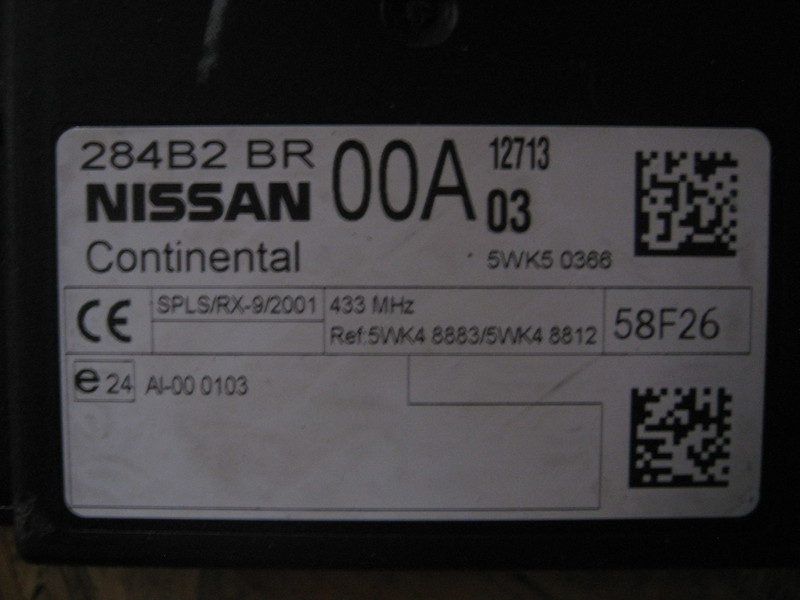 284B2 BR 00A 12713
NISSAN 03
Continental 5WK5 0366
CE SPLS/RX-9/2001 433 MHz 58F26
Ref:5WK4 8883/5WK4 8812
e 24 AI-00 0103